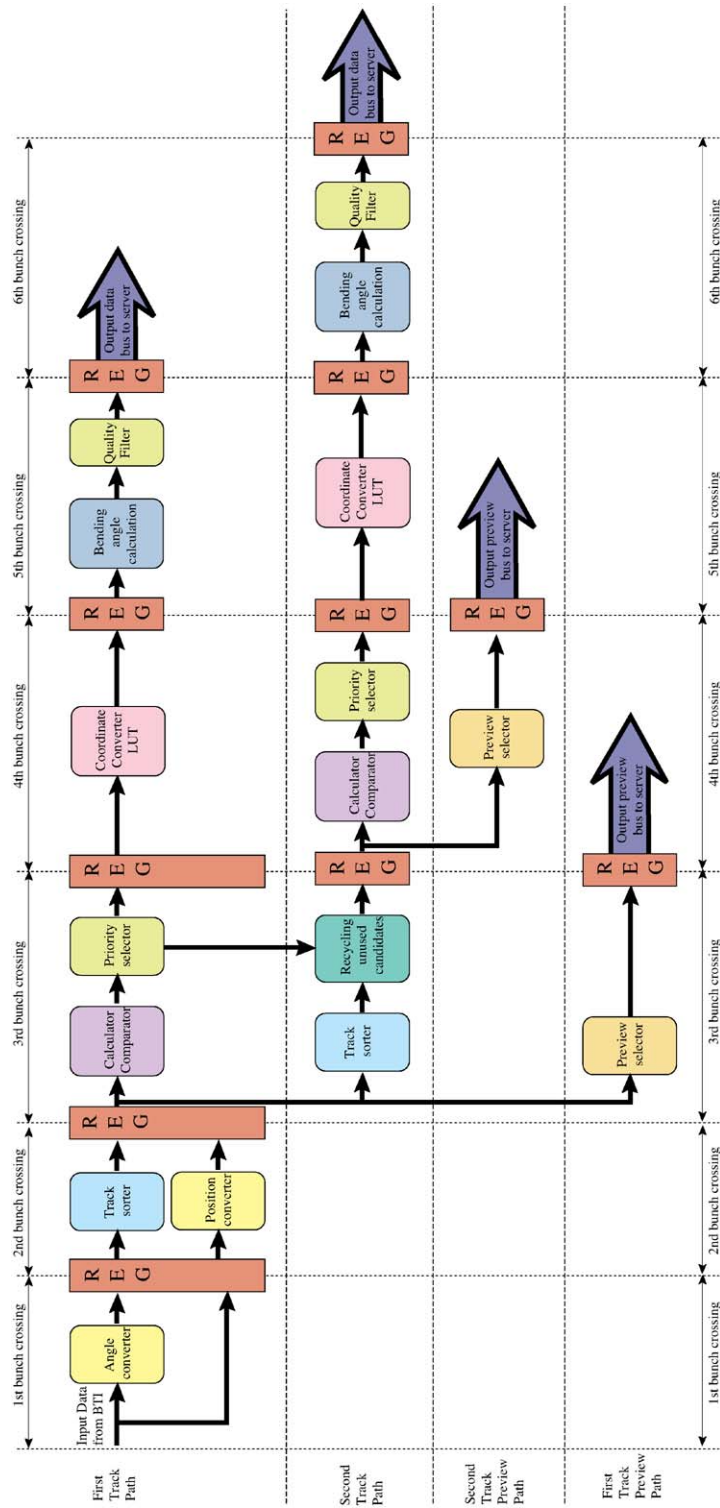 1st bunch crossing
2nd bunch crossing
3rd bunch crossing
4th bunch crossing
5th bunch crossing
6th bunch crossing
First
Track
Path
Input Data
from BTI
Angle
converter
R
E
G
Track
sorter
Position
converter
R
E
G
Calculator
Comparator
Priority
selector
R
E
G
Coordinate
Converter
LUT
R
E
G
Bending
angle
calculation
Quality
Filter
R
E
G
Output data
bus to server
Second
Track
Path
Track
sorter
Recycling
unused
candidates
R
E
G
Calculator
Comparator
Priority
selector
R
E
G
Coordinate
Converter
LUT
R
E
G
Bending
angle
calculation
Quality
Filter
R
E
G
Output data
bus to server
Second
Track
Preview
Path
Preview
selector
R
E
G
Output preview
bus to server
First
Track
Preview
Path
Preview
selector
R
E
G
Output preview
bus to server
1st bunch crossing
2nd bunch crossing
3rd bunch crossing
4th bunch crossing
5th bunch crossing
6th bunch crossing